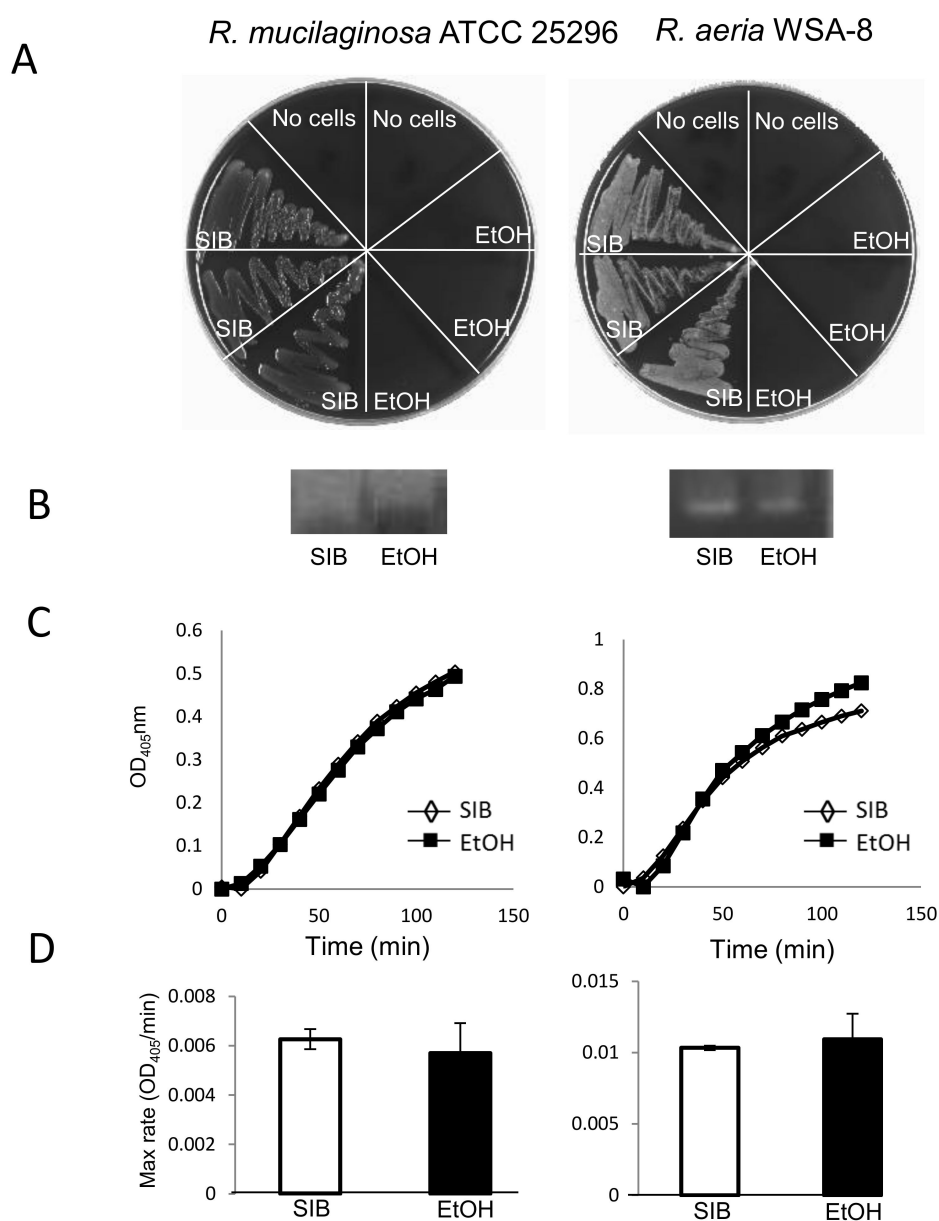 R. mucilaginosa ATCC 25296 R. aeria WSA-8
A
No cells No cells No cells No cells
SIB EtOH SIB EtOH
SIB EtOH SIB EtOH
SIB EtOH SIB EtOH
B
SIB EtOH SIB EtOH
C
OD405nm
0.6
0.5
0.4
0.3
0.2
0.1
0
0 50 100 150
Time (min)
SIB
EtOH
1
0.8
0.6
0.4
0.2
0
0 50 100 150
Time (min)
SIB
EtOH
D
Max rate (OD405/min)
0.008
0.006
0.004
0.002
0
SIB EtOH
0.015
0.01
0.005
0
SIB EtOH